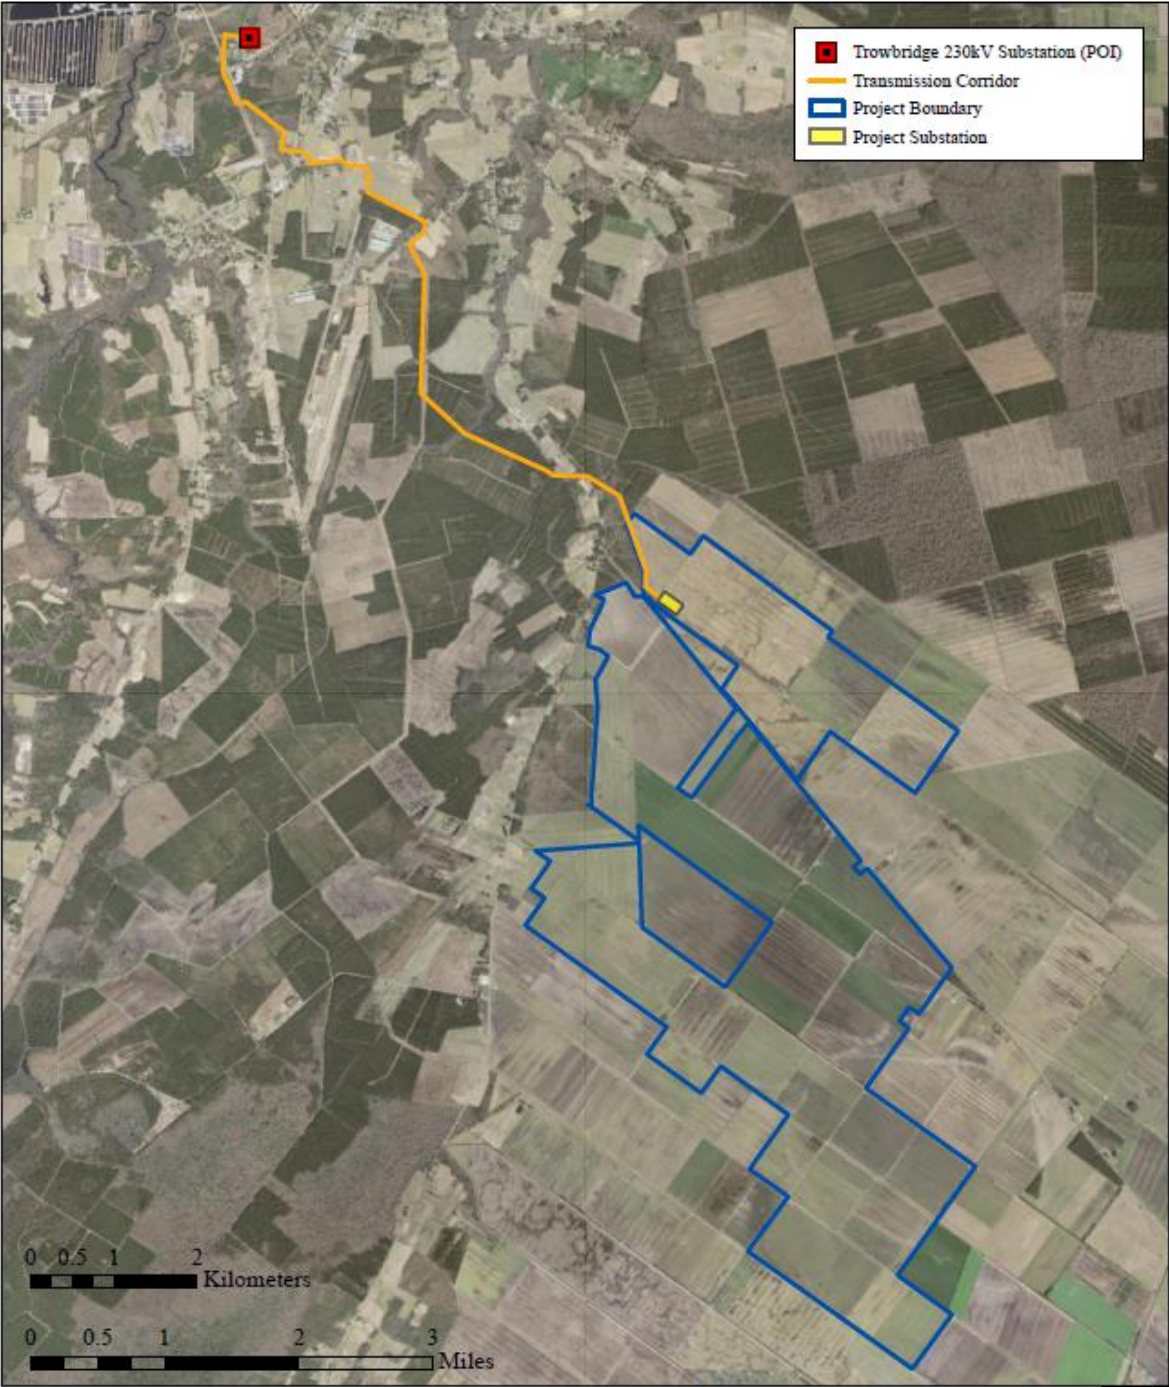 Trowbridge 230kV Substation (POI)
Transmission Corridor
Project Boundary
Project Substation
0 0.5 1 2
Kilometers
0 0.5 1 2 3
Miles